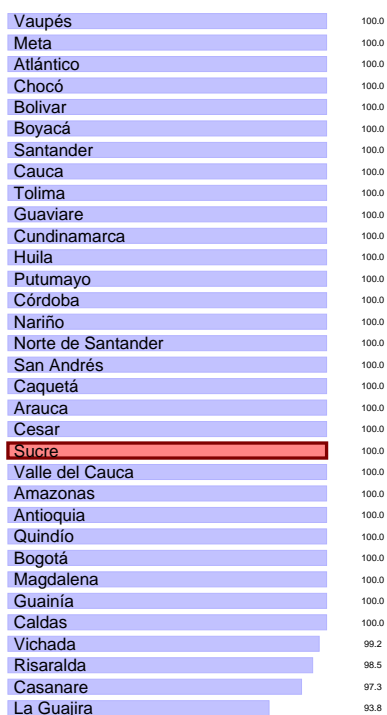 Vaupés 100.0
Meta 100.0
Atlántico 100.0
Chocó 100.0
Bolivar 100.0
Boyacá 100.0
Santander 100.0
Cauca 100.0
Tolima 100.0
Guaviare 100.0
Cundinamarca 100.0
Huila 100.0
Putumayo 100.0
Córdoba 100.0
Nariño 100.0
Norte de Santander 100.0
San Andrés 100.0
Caquetá 100.0
Arauca 100.0
Cesar 100.0
Sucre 100.0
Valle del Cauca 100.0
Amazonas 100.0
Antioquia 100.0
Quindío 100.0
Bogotá 100.0
Magdalena 100.0
Guainía 100.0
Caldas 100.0
Vichada 99.2
Risaralda 98.5
Casanare 97.3
La Guajira 93.8